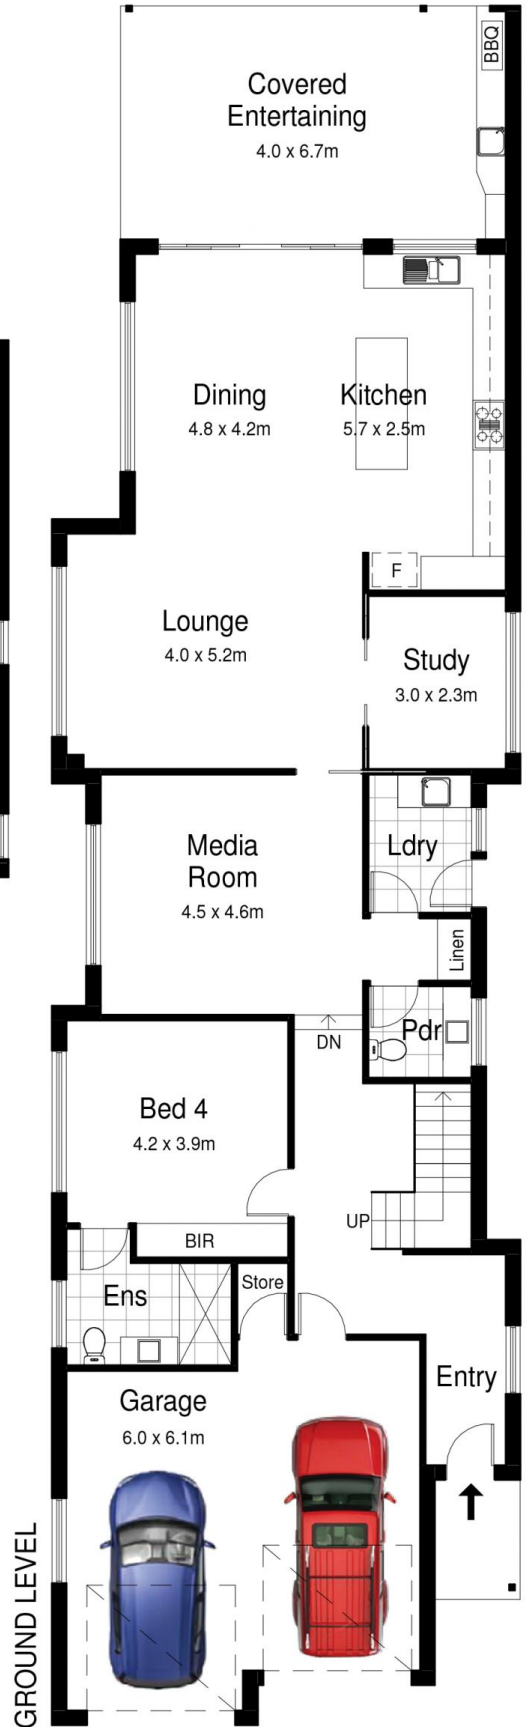 BBQ
Covered
Entertaining
4.0 x 6.7m
Dining
4.8 x 4.2m
Kitchen
5.7 x 2.5m
F
Lounge
4.0 x 5.2m
Study
3.0 x 2.3m
Media
Room
4.5 x 4.6m
Ldry
Linen
Pdr
DN
Bed 4
4.2 x 3.9m
UP
BIR
Ens
Store
Entry
Garage
6.0 x 6.1m
GROUND LEVEL